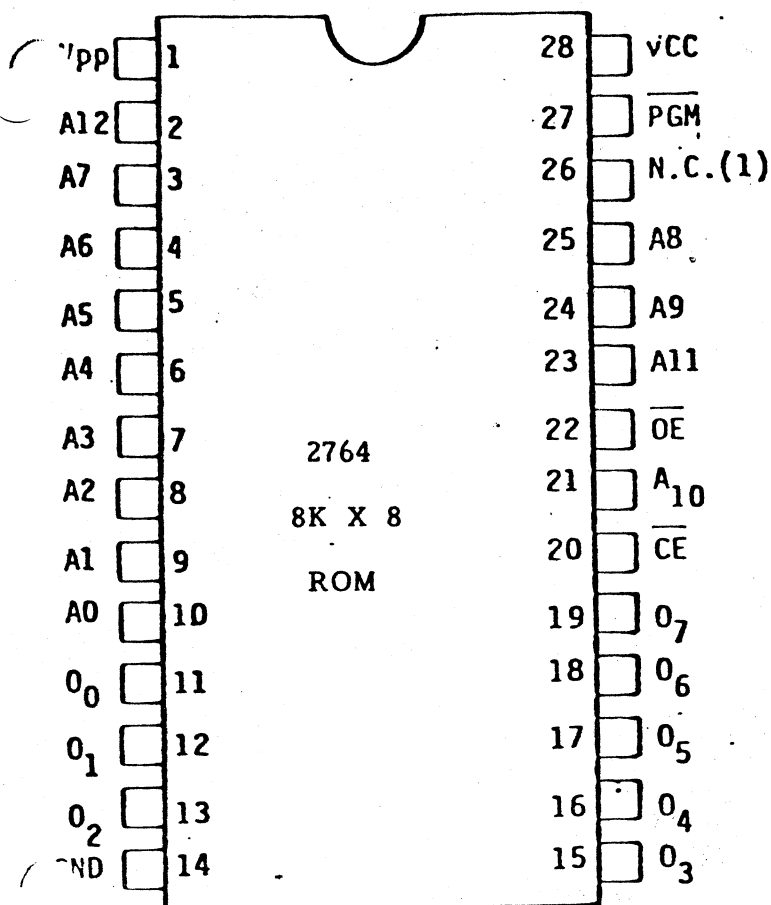 1 28 VCC
A12 2 27 PGM
A7 3 26 N.C.(1)
A6 4 25 A8
A5 5 24 A9
A4 6 23 A11
A3 7 22 OE
A2 8 21 A10
A1 9 20 CE
A0 10 19 O7
O0 11 18 O6
O1 12 17 O5
O2 13 16 O4
14 15 O3
2764
8K X 8
ROM